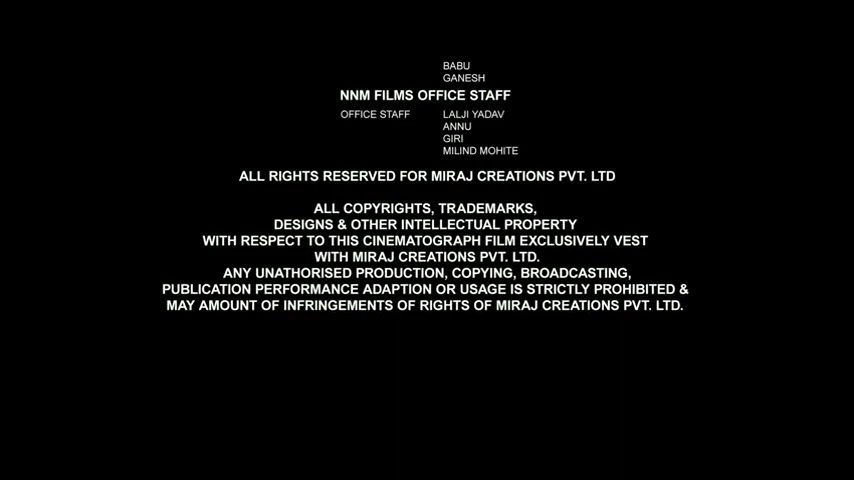 BABU
GANESH
NNM FILMS OFFICE STAFF
OFFICE STAFF LALJI YADAV
ANNU
GIRI
MILIND MOHITE
ALL RIGHTS RESERVED FOR MIRAJ CREATIONS PVT. LTD
ALL COPYRIGHTS, TRADEMARKS,
DESIGNS & OTHER INTELLECTUAL PROPERTY
WITH RESPECT TO THIS CINEMATOGRAPH FILM EXCLUSIVELY VEST
WITH MIRAJ CREATIONS PVT. LTD.
ANY UNATHORISED PRODUCTION, COPYING, BROADCASTING,
PUBLICATION PERFORMANCE ADAPTION OR USAGE IS STRICTLY PROHIBITED &
MAY AMOUNT OF INFRINGEMENTS OF RIGHTS OF MIRAJ CREATIONS PVT. LTD.